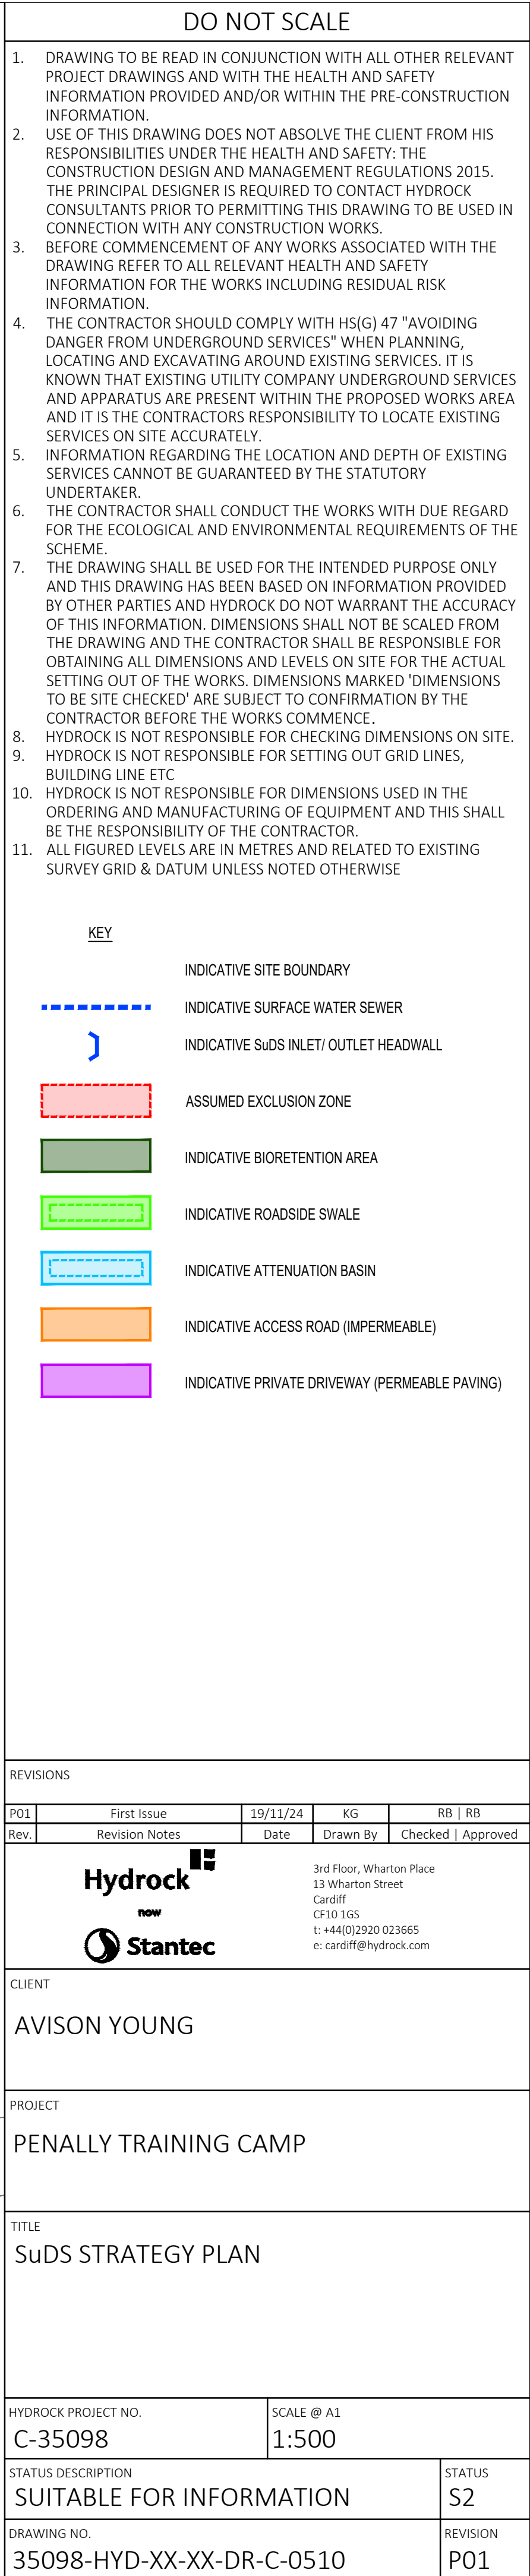 DO NOT SCALE
1. DRAWING TO BE READ IN CONJUNCTION WITH ALL OTHER RELEVANT
PROJECT DRAWINGS AND WITH THE HEALTH AND SAFETY
INFORMATION PROVIDED AND/OR WITHIN THE PRE-CONSTRUCTION
INFORMATION.
2. USE OF THIS DRAWING DOES NOT ABSOLVE THE CLIENT FROM HIS
RESPONSIBILITIES UNDER THE HEALTH AND SAFETY: THE
CONSTRUCTION DESIGN AND MANAGEMENT REGULATIONS 2015.
THE PRINCIPAL DESIGNER IS REQUIRED TO CONTACT HYDROCK
CONSULTANTS PRIOR TO PERMITTING THIS DRAWING TO BE USED IN
CONNECTION WITH ANY CONSTRUCTION WORKS.
3. BEFORE COMMENCEMENT OF ANY WORKS ASSOCIATED WITH THE
DRAWING REFER TO ALL RELEVANT HEALTH AND SAFETY
INFORMATION FOR THE WORKS INCLUDING RESIDUAL RISK
INFORMATION.
4. THE CONTRACTOR SHOULD COMPLY WITH HS(G) 47 "AVOIDING
DANGER FROM UNDERGROUND SERVICES" WHEN PLANNING,
LOCATING AND EXCAVATING AROUND EXISTING SERVICES. IT IS
KNOWN THAT EXISTING UTILITY COMPANY UNDERGROUND SERVICES
AND APPARATUS ARE PRESENT WITHIN THE PROPOSED WORKS AREA
AND IT IS THE CONTRACTORS RESPONSIBILITY TO LOCATE EXISTING
SERVICES ON SITE ACCURATELY.
5. INFORMATION REGARDING THE LOCATION AND DEPTH OF EXISTING
SERVICES CANNOT BE GUARANTEED BY THE STATUTORY
UNDERTAKER.
6. THE CONTRACTOR SHALL CONDUCT THE WORKS WITH DUE REGARD
FOR THE ECOLOGICAL AND ENVIRONMENTAL REQUIREMENTS OF THE
SCHEME.
7. THE DRAWING SHALL BE USED FOR THE INTENDED PURPOSE ONLY
AND THIS DRAWING HAS BEEN BASED ON INFORMATION PROVIDED
BY OTHER PARTIES AND HYDROCK DO NOT WARRANT THE ACCURACY
OF THIS INFORMATION. DIMENSIONS SHALL NOT BE SCALED FROM
THE DRAWING AND THE CONTRACTOR SHALL BE RESPONSIBLE FOR
OBTAINING ALL DIMENSIONS AND LEVELS ON SITE FOR THE ACTUAL
SETTING OUT OF THE WORKS. DIMENSIONS MARKED 'DIMENSIONS
TO BE SITE CHECKED' ARE SUBJECT TO CONFIRMATION BY THE
CONTRACTOR BEFORE THE WORKS COMMENCE.
8. HYDROCK IS NOT RESPONSIBLE FOR CHECKING DIMENSIONS ON SITE.
9. HYDROCK IS NOT RESPONSIBLE FOR SETTING OUT GRID LINES,
BUILDING LINE ETC
10. HYDROCK IS NOT RESPONSIBLE FOR DIMENSIONS USED IN THE
ORDERING AND MANUFACTURING OF EQUIPMENT AND THIS SHALL
BE THE RESPONSIBILITY OF THE CONTRACTOR.
11. ALL FIGURED LEVELS ARE IN METRES AND RELATED TO EXISTING
SURVEY GRID & DATUM UNLESS NOTED OTHERWISE
KEY
INDICATIVE SITE BOUNDARY
INDICATIVE SURFACE WATER SEWER
INDICATIVE SuDS INLET/ OUTLET HEADWALL
ASSUMED EXCLUSION ZONE
INDICATIVE BIORETENTION AREA
INDICATIVE ROADSIDE SWALE
INDICATIVE ATTENUATION BASIN
INDICATIVE ACCESS ROAD (IMPERMEABLE)
INDICATIVE PRIVATE DRIVEWAY (PERMEABLE PAVING)
REVISIONS
P01 First Issue 19/11/24 KG RB | RB
Rev. Revision Notes Date Drawn By Checked | Approved
Hydrock
now
Stantec
3rd Floor, Wharton Place
13 Wharton Street
Cardiff
CF10 1GS
t: +44(0)2920 023665
e: cardiff@hydrock.com
CLIENT
AVISON YOUNG
PROJECT
PENALLY TRAINING CAMP
TITLE
SuDS STRATEGY PLAN
HYDROCK PROJECT NO. SCALE @ A1
C-35098 1:500
STATUS DESCRIPTION STATUS
SUITABLE FOR INFORMATION S2
DRAWING NO. REVISION
35098-HYD-XX-XX-DR-C-0510 P01